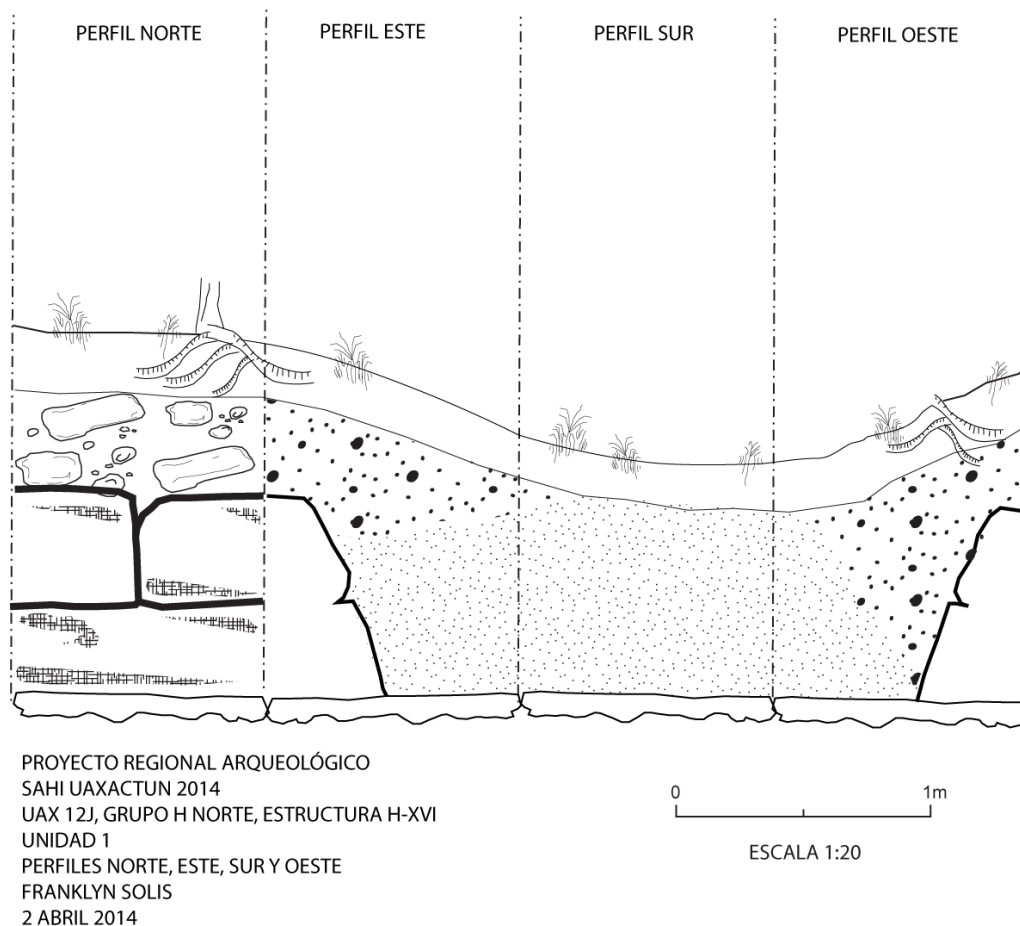 PERFIL NORTE
PERFIL ESTE
PERFIL SUR
PERFIL OESTE
PROYECTO REGIONAL ARQUEOLÓGICO
SAHI UAXACTUN 2014
UAX 12J, GRUPO H NORTE, ESTRUCTURA H-XVI
UNIDAD 1
PERFILES NORTE, ESTE, SUR Y OESTE
FRANKLYN SOLIS
2 ABRIL 2014
0 1m
ESCALA 1:20